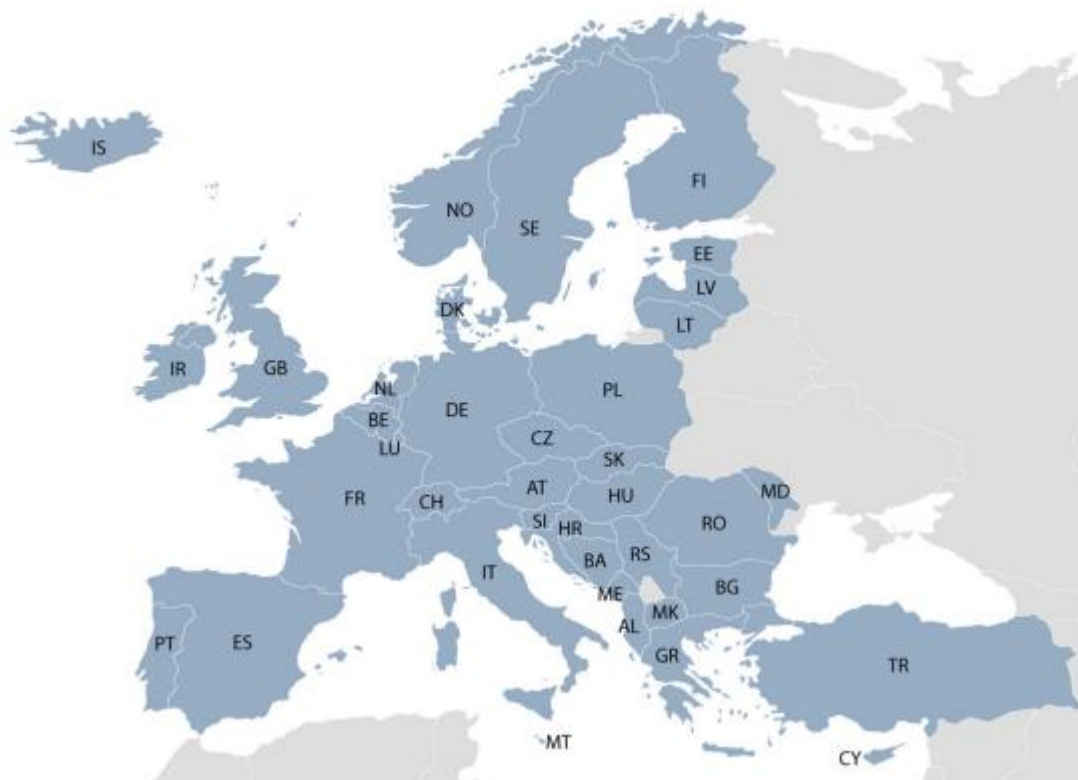 IS
NO
SE
FI
EE
LV
LT
DK
IR
GB
NL
BE
LU
DE
PL
CZ
SK
FR
CH
AT
HU
MD
SI
HR
RO
IT
BA
RS
ME
BG
MK
AL
PT
ES
GR
TR
MT
CY